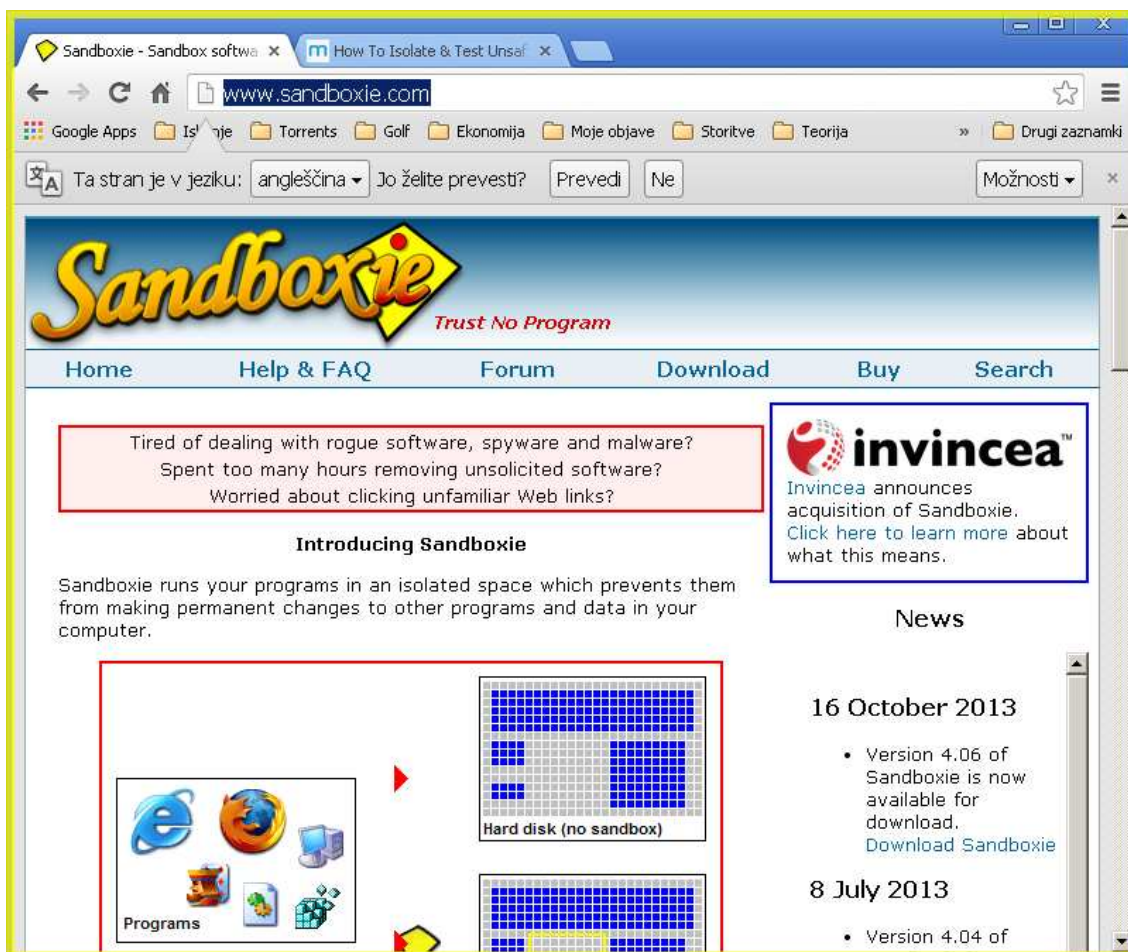 Sandboxie - Sandbox softwa
How To Isolate & Test Unsaf
www.sandboxie.com
Google Apps Torrents Golf Ekonomija Moje objave Storitve Teorija » Drugi zaznamki
Ta stran je v jeziku: angleščina Jo želite prevesti? Prevedi Ne Možnosti
Sandboxie
Trust No Program
Home Help & FAQ Forum Download Buy Search
Tired of dealing with rogue software, spyware and malware?
Spent too many hours removing unsolicited software?
Worried about clicking unfamiliar Web links?
Introducing Sandboxie
Sandboxie runs your programs in an isolated space which prevents them
from making permanent changes to other programs and data in your
computer.
Programs
Hard disk (no sandbox)
invincea™
Invincea announces
acquisition of Sandboxie.
Click here to learn more about
what this means.
News
16 October 2013
• Version 4.06 of
Sandboxie is now
available for
download.
Download Sandboxie
8 July 2013
• Version 4.04 of